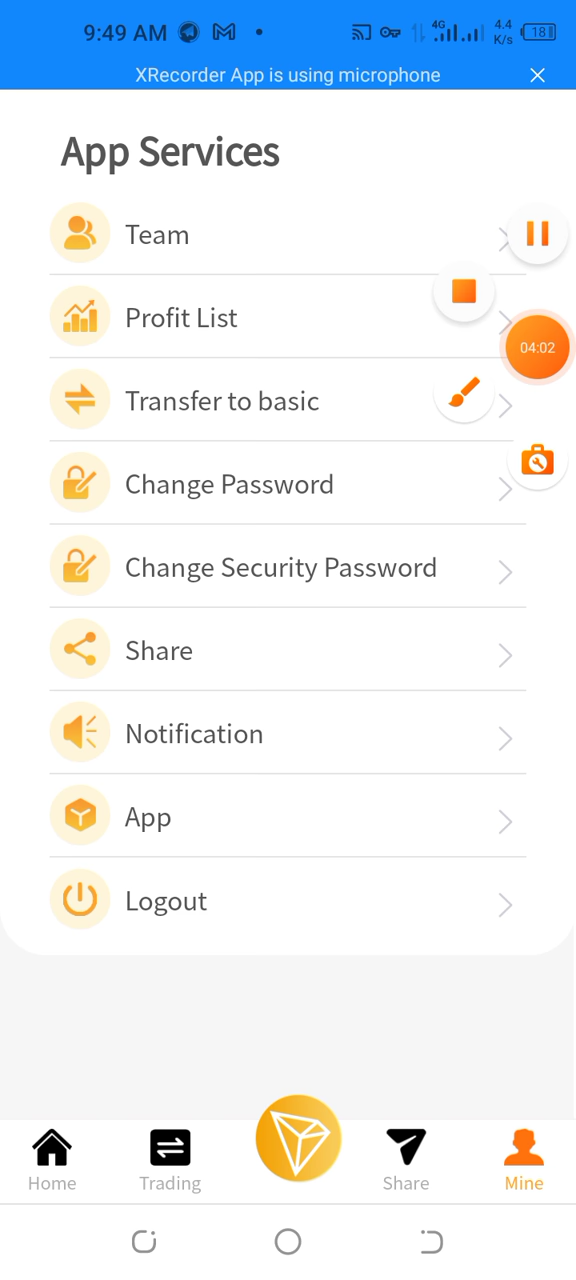 9:49 AM
4G
4.4
K/s
18
XRecorder App is using microphone
App Services
Team
Profit List
04:02
Transfer to basic
Change Password
Change Security Password
Share
Notification
App
Logout
Home
Trading
Share
Mine